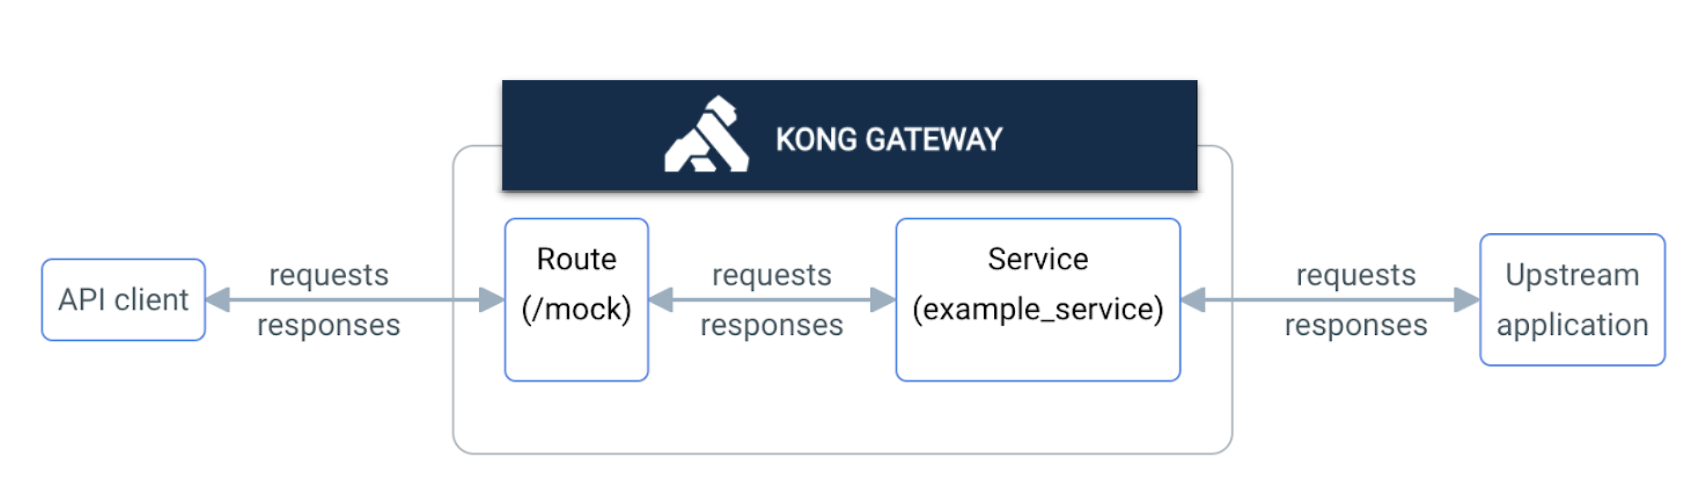 KONG GATEWAY
API client
requests
responses
Route
(/mock)
requests
responses
Service
(example_service)
requests
responses
Upstream
application